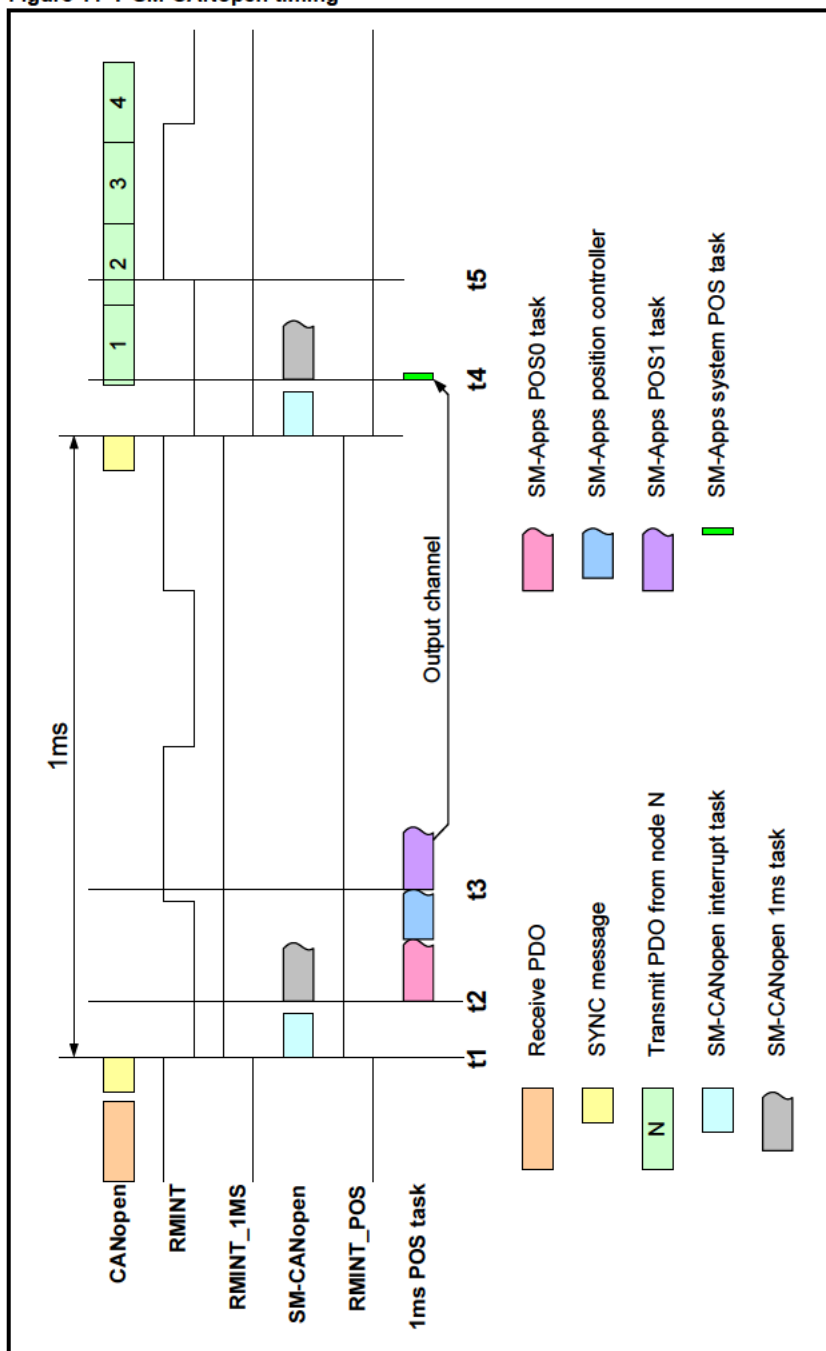 Figure 11-1 SM-CANopen timing
1ms
CANopen
1
2
3
4
RMINT
RMINT_1MS
SM-CANopen
RMINT_POS
1ms POS task
Output channel
t1
t2
t3
t4
t5
Receive PDO
SYNC message
N
Transmit PDO from node N
SM-CANopen interrupt task
SM-CANopen 1ms task
SM-Apps POS0 task
SM-Apps position controller
SM-Apps POS1 task
SM-Apps system POS task